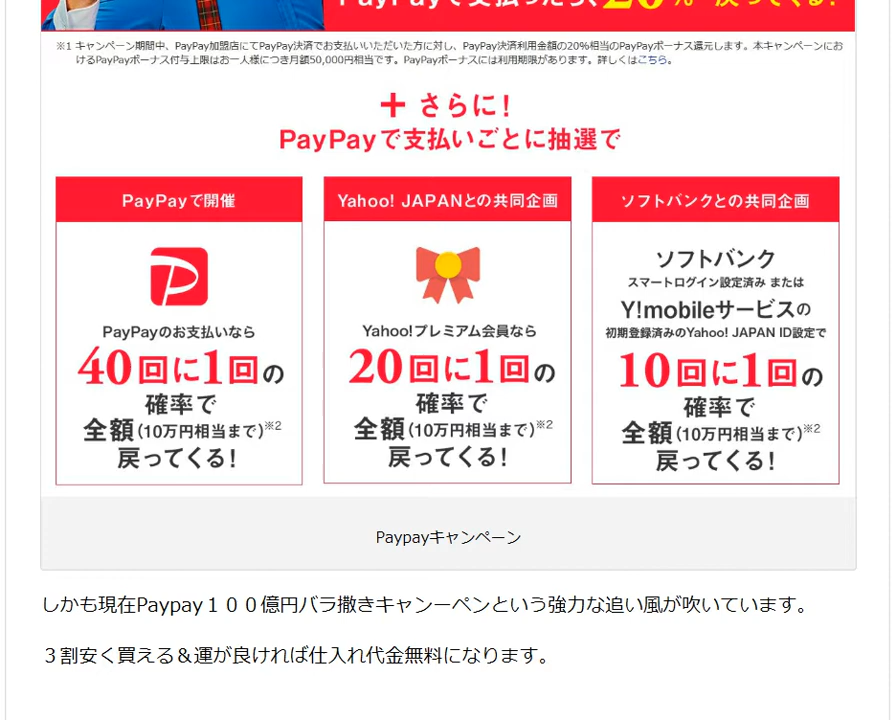 PayPayで支払ったら、20% 戻ってくる!
※1 キャンペーン期間中、PayPay加盟店にてPayPay決済でお支払いいただいた方に対し、PayPay決済利用金額の20%相当のPayPayボーナス還元します。本キャンペーンにお
けるPayPayボーナス付与上限はお一人様につき月額50,000円相当です。PayPayボーナスには利用期限があります。詳しくはこちら。
+ さらに!
PayPayで支払いごとに抽選で
PayPayで開催
PayPayのお支払いなら
40回に1回の
確率で
全額(10万円相当まで)※2
戻ってくる!
Yahoo! JAPANとの共同企画
Yahoo!プレミアム会員なら
20回に1回の
確率で
全額(10万円相当まで)※2
戻ってくる!
ソフトバンクとの共同企画
ソフトバンク
スマートログイン設定済み または
Y!mobileサービスの
初期登録済みのYahoo! JAPAN ID設定で
10回に1回の
確率で
全額(10万円相当まで)※2
戻ってくる!
Paypayキャンペーン
しかも現在Paypay１００億円バラ撒きキャンーペンという強力な追い風が吹いています。
３割安く買える＆運が良ければ仕入れ代金無料になります。